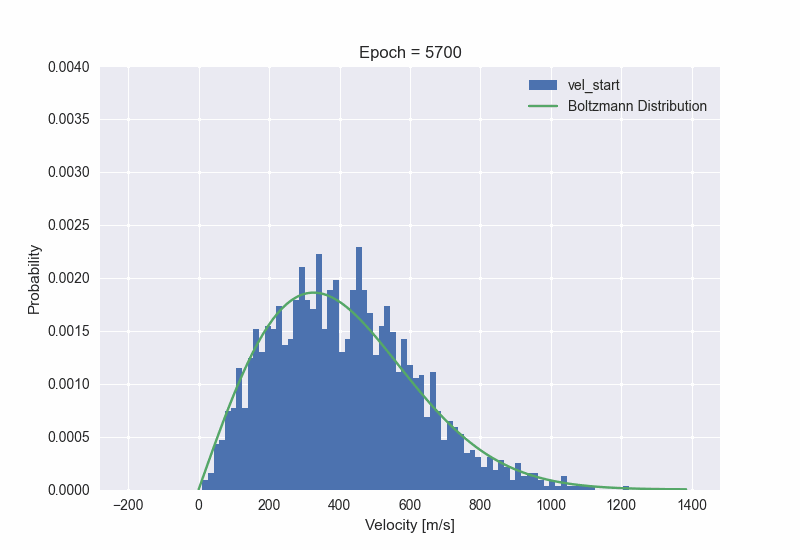 Epoch = 5700
vel_start
Boltzmann Distribution
0.0040
0.0035
0.0030
0.0025
0.0020
0.0015
0.0010
0.0005
0.0000
Probability
−200 0 200 400 600 800 1000 1200 1400
Velocity [m/s]